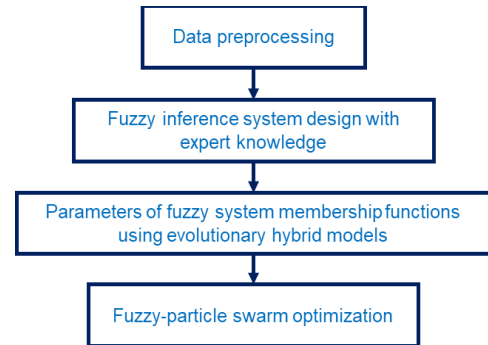 Data preprocessing
Fuzzy inference system design with
expert knowledge
Parameters of fuzzy system membership functions
using evolutionary hybrid models
Fuzzy-particle swarm optimization